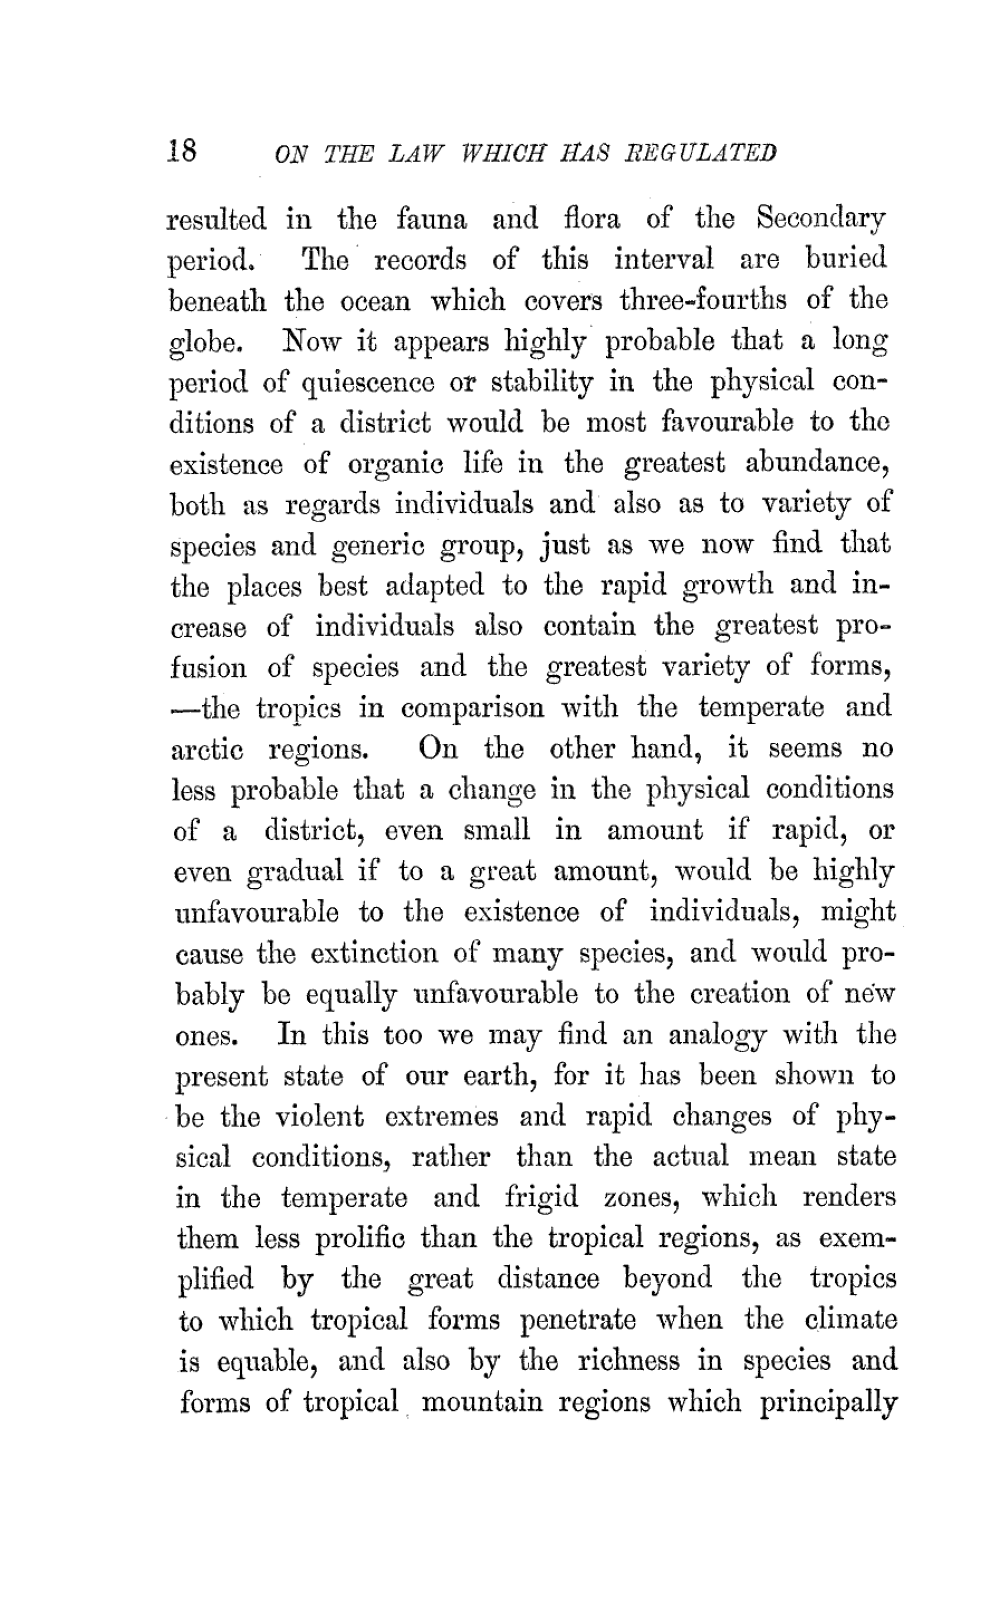 18 ON THE LAW WHICH HAS REGULATED
resulted in the fauna and flora of the Secondary
period. The records of this interval are buried
beneath the ocean which covers three-fourths of the
globe. Now it appears highly probable that a long
period of quiescence or stability in the physical con-
ditions of a district would be most favourable to the
existence of organic life in the greatest abundance,
both as regards individuals and also as to variety of
species and generic group, just as we now find that
the places best adapted to the rapid growth and in-
crease of individuals also contain the greatest pro-
fusion of species and the greatest variety of forms,
—the tropics in comparison with the temperate and
arctic regions. On the other hand, it seems no
less probable that a change in the physical conditions
of a district, even small in amount if rapid, or
even gradual if to a great amount, would be highly
unfavourable to the existence of individuals, might
cause the extinction of many species, and would pro-
bably be equally unfavourable to the creation of new
ones. In this too we may find an analogy with the
present state of our earth, for it has been shown to
be the violent extremes and rapid changes of phy-
sical conditions, rather than the actual mean state
in the temperate and frigid zones, which renders
them less prolific than the tropical regions, as exem-
plified by the great distance beyond the tropics
to which tropical forms penetrate when the climate
is equable, and also by the richness in species and
forms of tropical mountain regions which principally